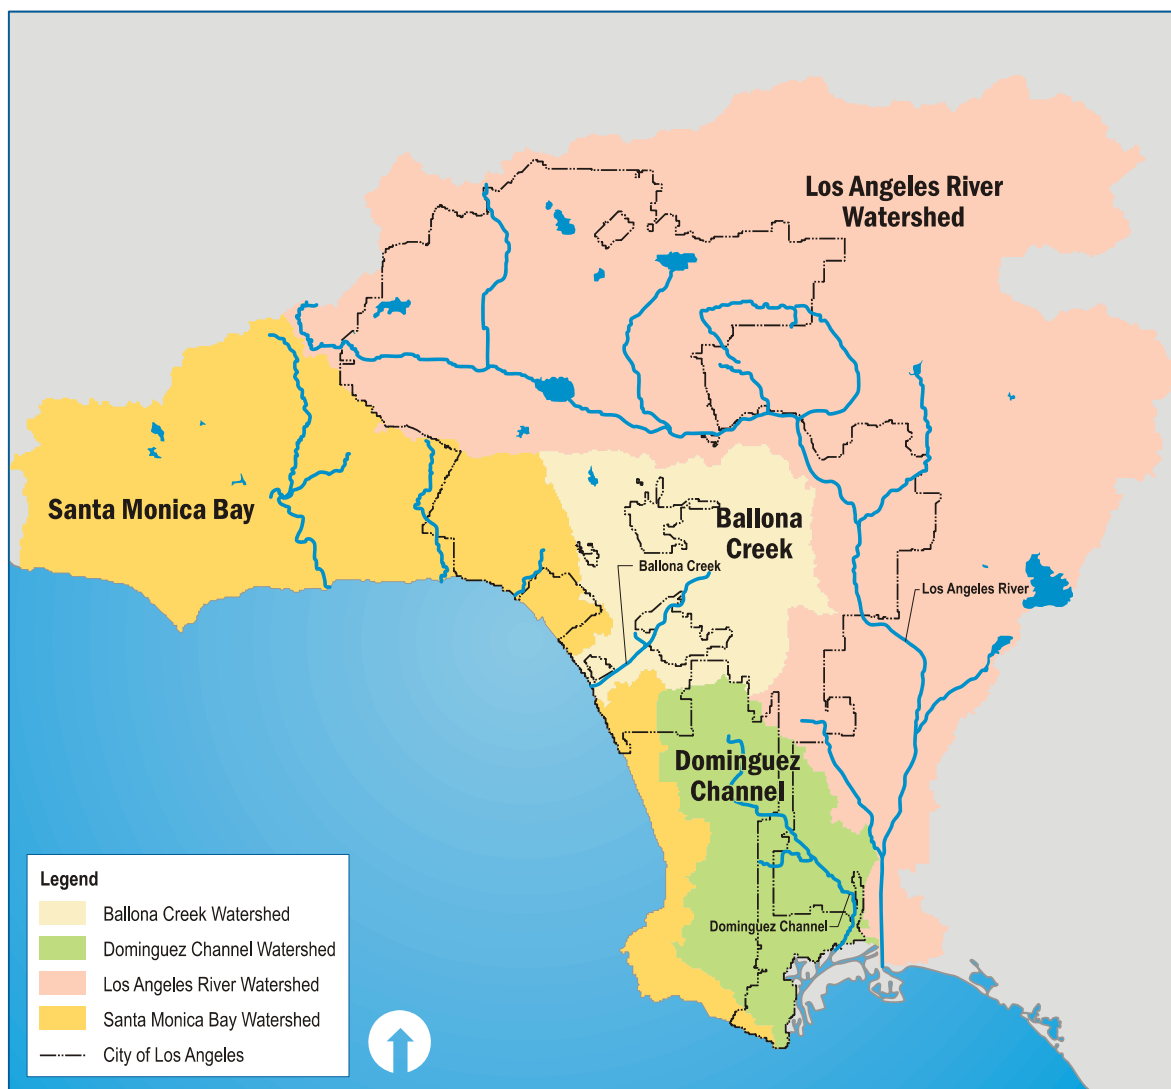 Los Angeles River
Watershed
Santa Monica Bay
Ballona
Creek
Ballona Creek
Los Angeles River
Dominguez
Channel
Dominguez Channel
Legend
Ballona Creek Watershed
Dominguez Channel Watershed
Los Angeles River Watershed
Santa Monica Bay Watershed
City of Los Angeles